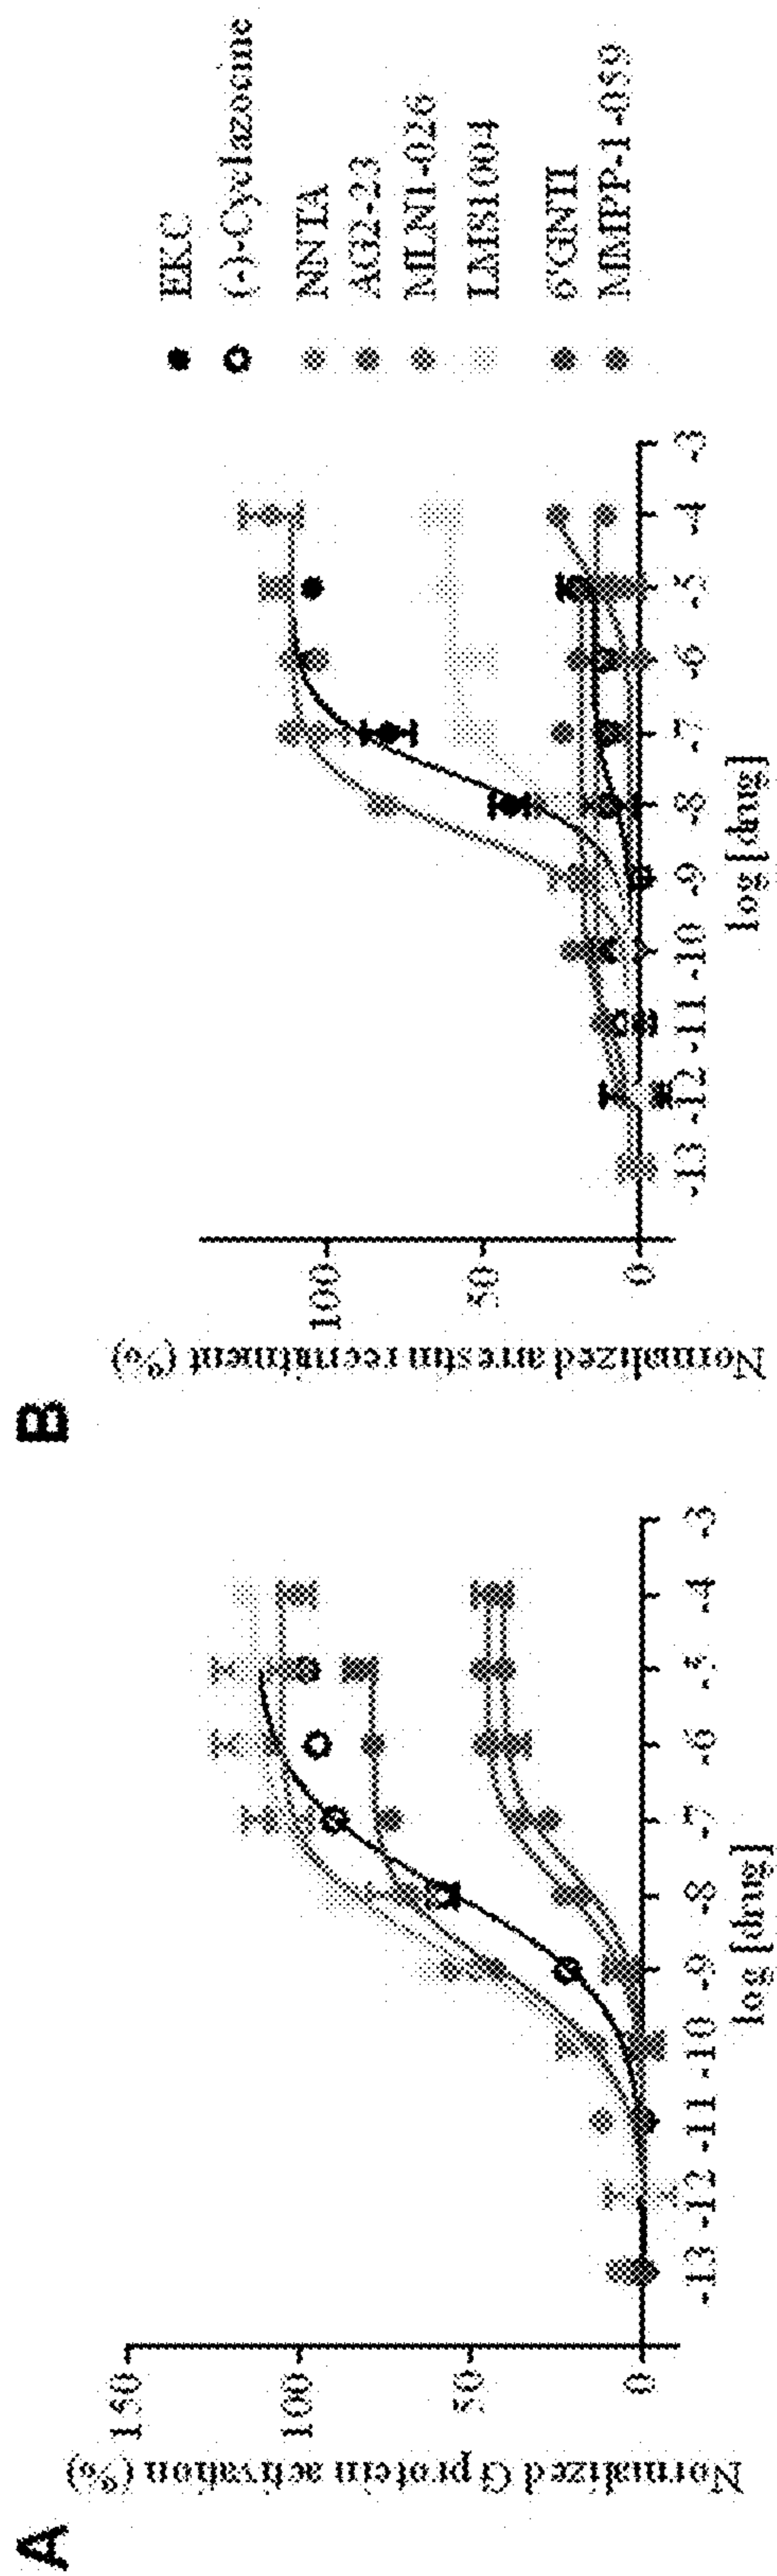 A
Normalized G protein activation (%)
150
100
50
0
-13 -12 -11 -10 -9 -8 -7 -6 -5 -4 -3
log [drug]
B
Normalized arrestin recruitment (%)
100
50
0
-13 -12 -11 -10 -9 -8 -7 -6 -5 -4 -3
log [drug]
EKC
(-)-Cyclazocine
NNTA
AG2-23
MLN1-026
LMS1004
6'GNTI
MMPP-1-059